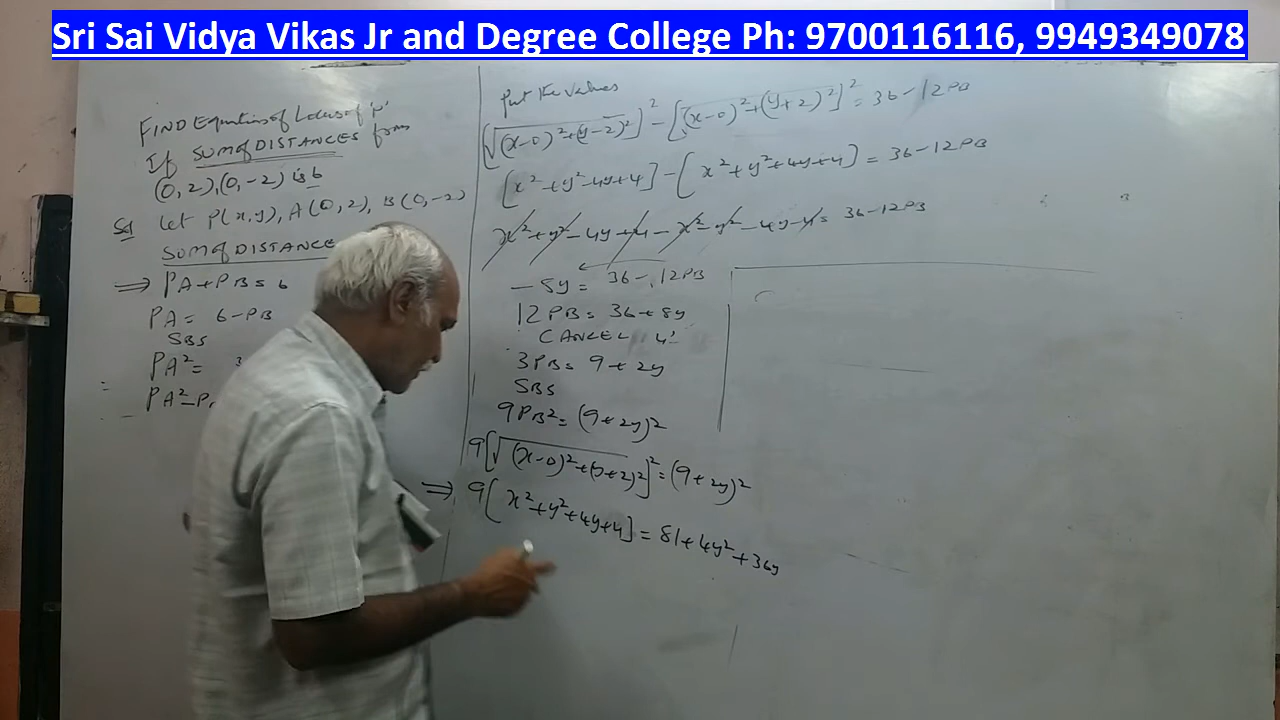 Sri Sai Vidya Vikas Jr and Degree College Ph: 9700116116, 9949349078
FIND Equation of Locus of 'P'
If SUM of DISTANCES from
(0, 2), (0, -2) is 6
Sol Let P(x, y), A(0, 2), B(0, -2)
SUM of DISTANCE
⟹ PA + PB = 6
PA = 6 - PB
SBS
PA² = 3
PA² - P
Put the values
[√(x-0)²+(y-2)²]² - [(x-0)²+(y+2)²]² = 36 - 12PB
[x²+y²-4y+4] - [x²+y²+4y+4] = 36 - 12PB
x²+y²-4y+4-x²-y²-4y-4 = 36 - 12PB
-8y = 36 - 12PB
12PB = 36 + 8y
CANCEL 4
3PB = 9 + 2y
SBS
9PB² = (9+2y)²
9[√(x-0)²+(y+2)²]² = (9+2y)²
⟹ 9[x²+y²+4y+4] = 81+4y²+36y